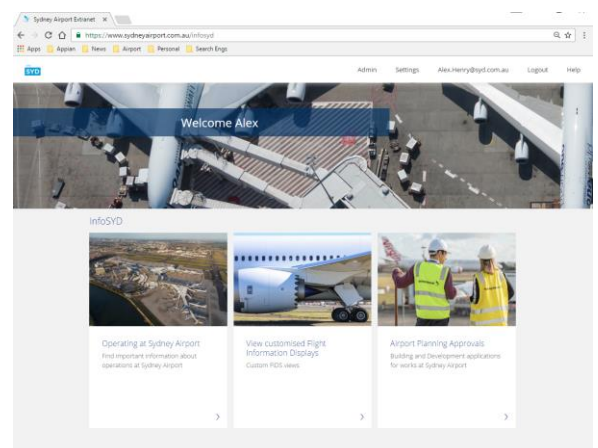 Sydney Airport Extranet
https://www.sydneyairport.com.au/infosyd
Apps Appian News Airport Personal Search Engs
SYD Admin Settings Alex.Henry@syd.com.au Logout Help
Welcome Alex
InfoSYD
Operating at Sydney Airport
Find important information about
operations at Sydney Airport
View customised Flight
Information Displays
Custom FIDS views
Airport Planning Approvals
Building and Development applications
for works at Sydney Airport